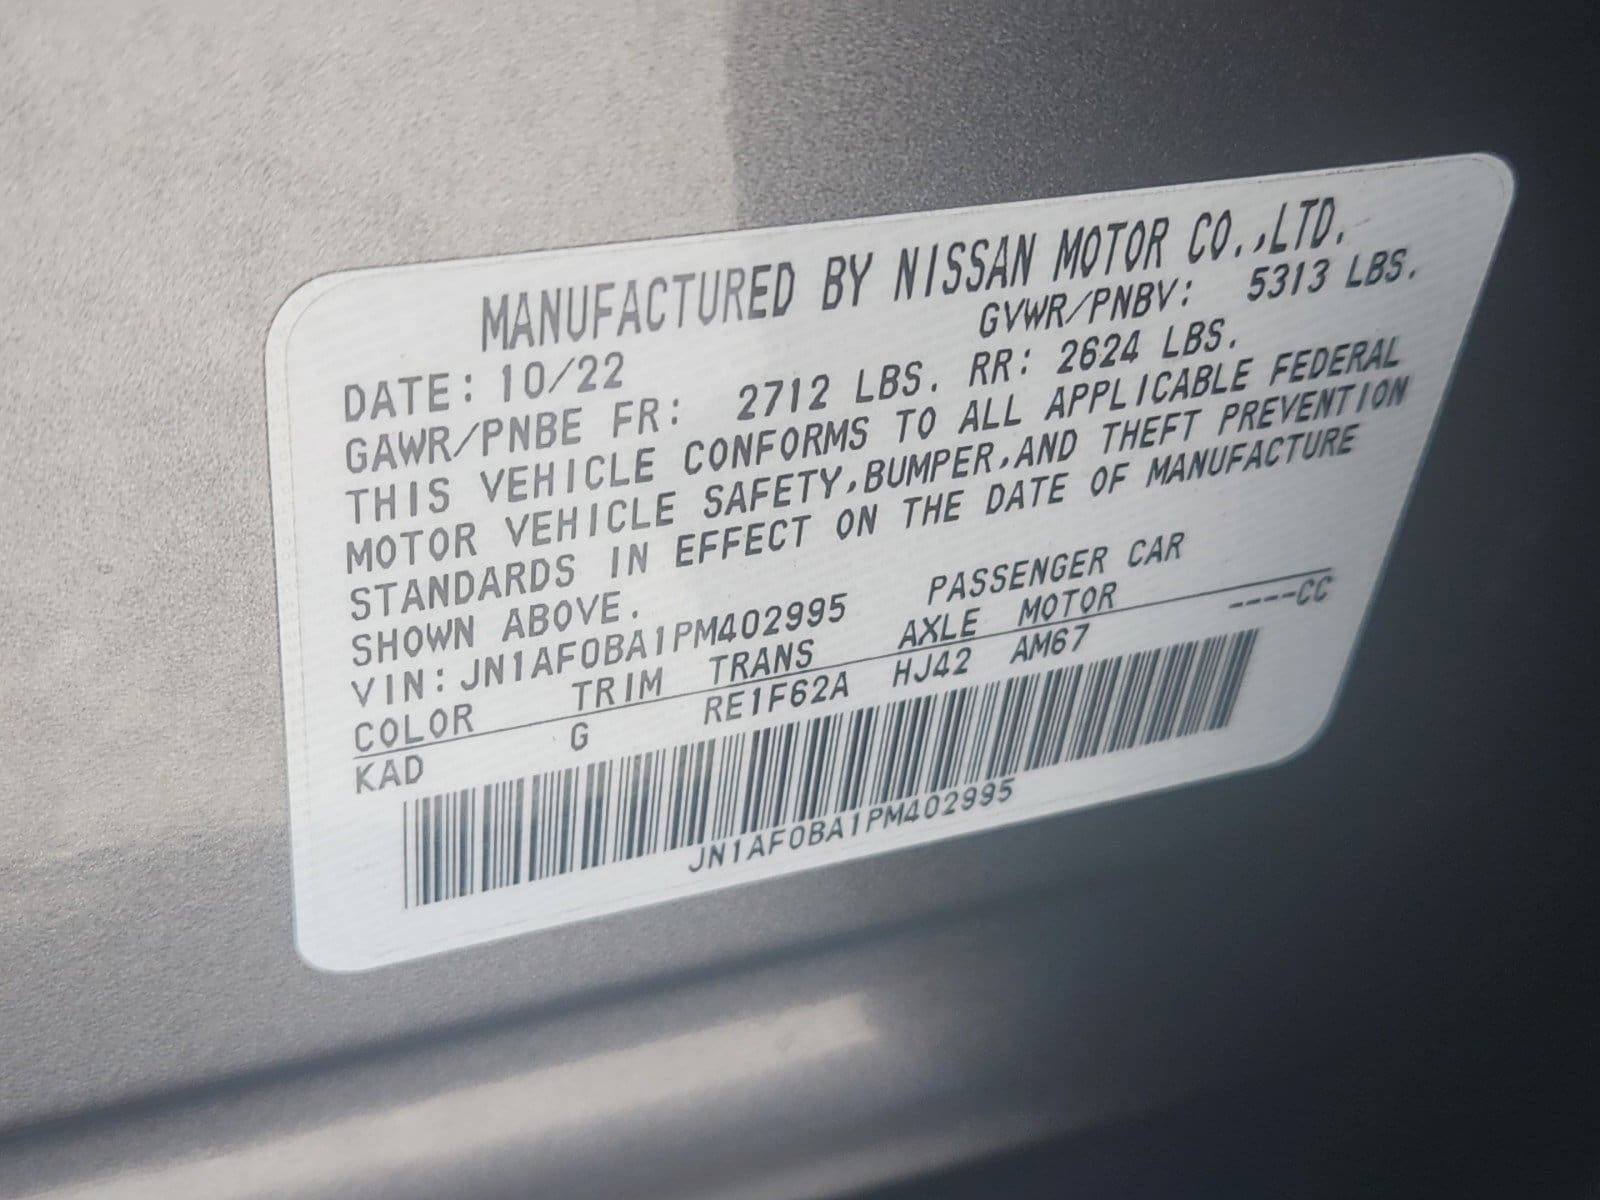 MANUFACTURED BY NISSAN MOTOR CO.,LTD.
DATE: 10/22 GVWR/PNBV: 5313 LBS.
GAWR/PNBE FR: 2712 LBS. RR: 2624 LBS.
THIS VEHICLE CONFORMS TO ALL APPLICABLE FEDERAL
MOTOR VEHICLE SAFETY,BUMPER,AND THEFT PREVENTION
STANDARDS IN EFFECT ON THE DATE OF MANUFACTURE
SHOWN ABOVE.
VIN: JN1AF0BA1PM402995 PASSENGER CAR
COLOR TRIM TRANS AXLE MOTOR
KAD G RE1F62A HJ42 AM67 ----CC
JN1AF0BA1PM402995